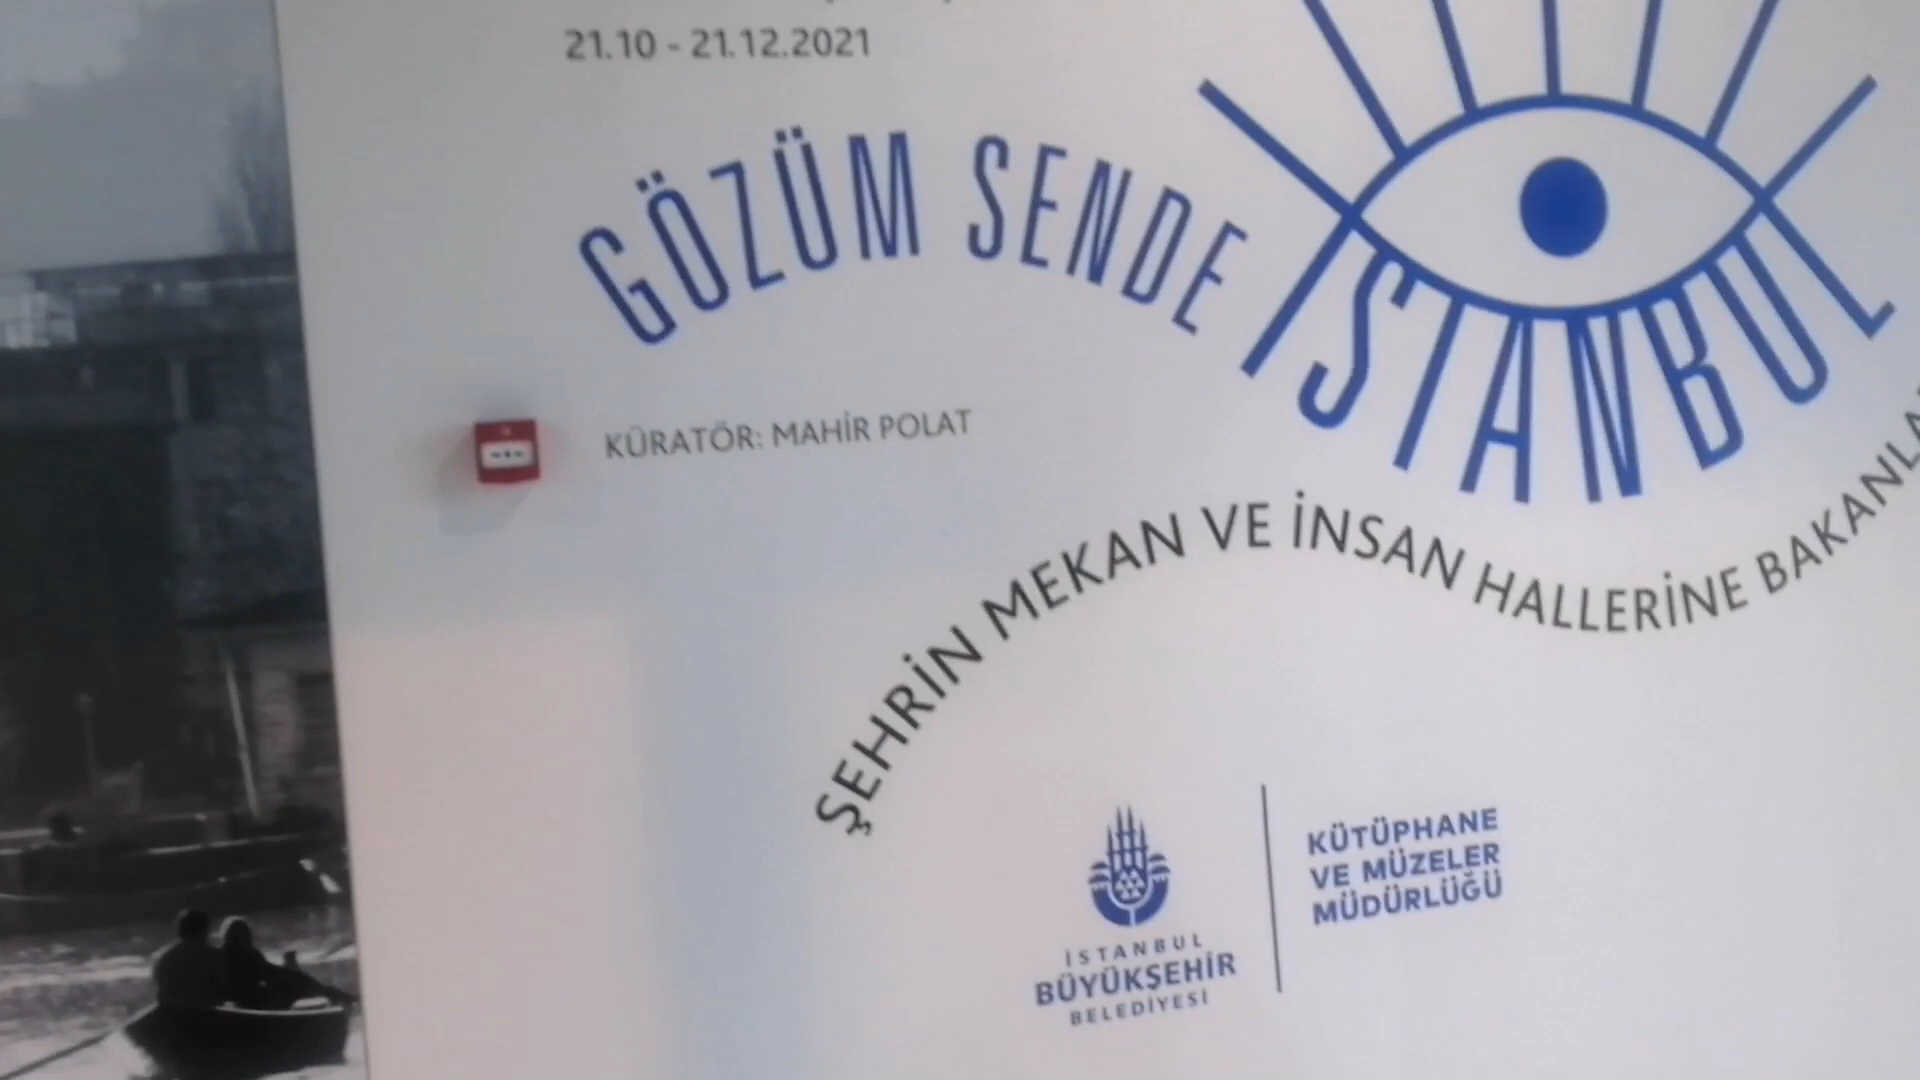 21.10 - 21.12.2021
GÖZÜM SENDE
İSTANBUL
KÜRATÖR: MAHİR POLAT
ŞEHRİN MEKAN VE İNSAN HALLERİNE
İSTANBUL
BÜYÜKŞEHİR
BELEDİYESİ
KÜTÜPHANE
VE MÜZELER
MÜDÜRLÜĞÜ